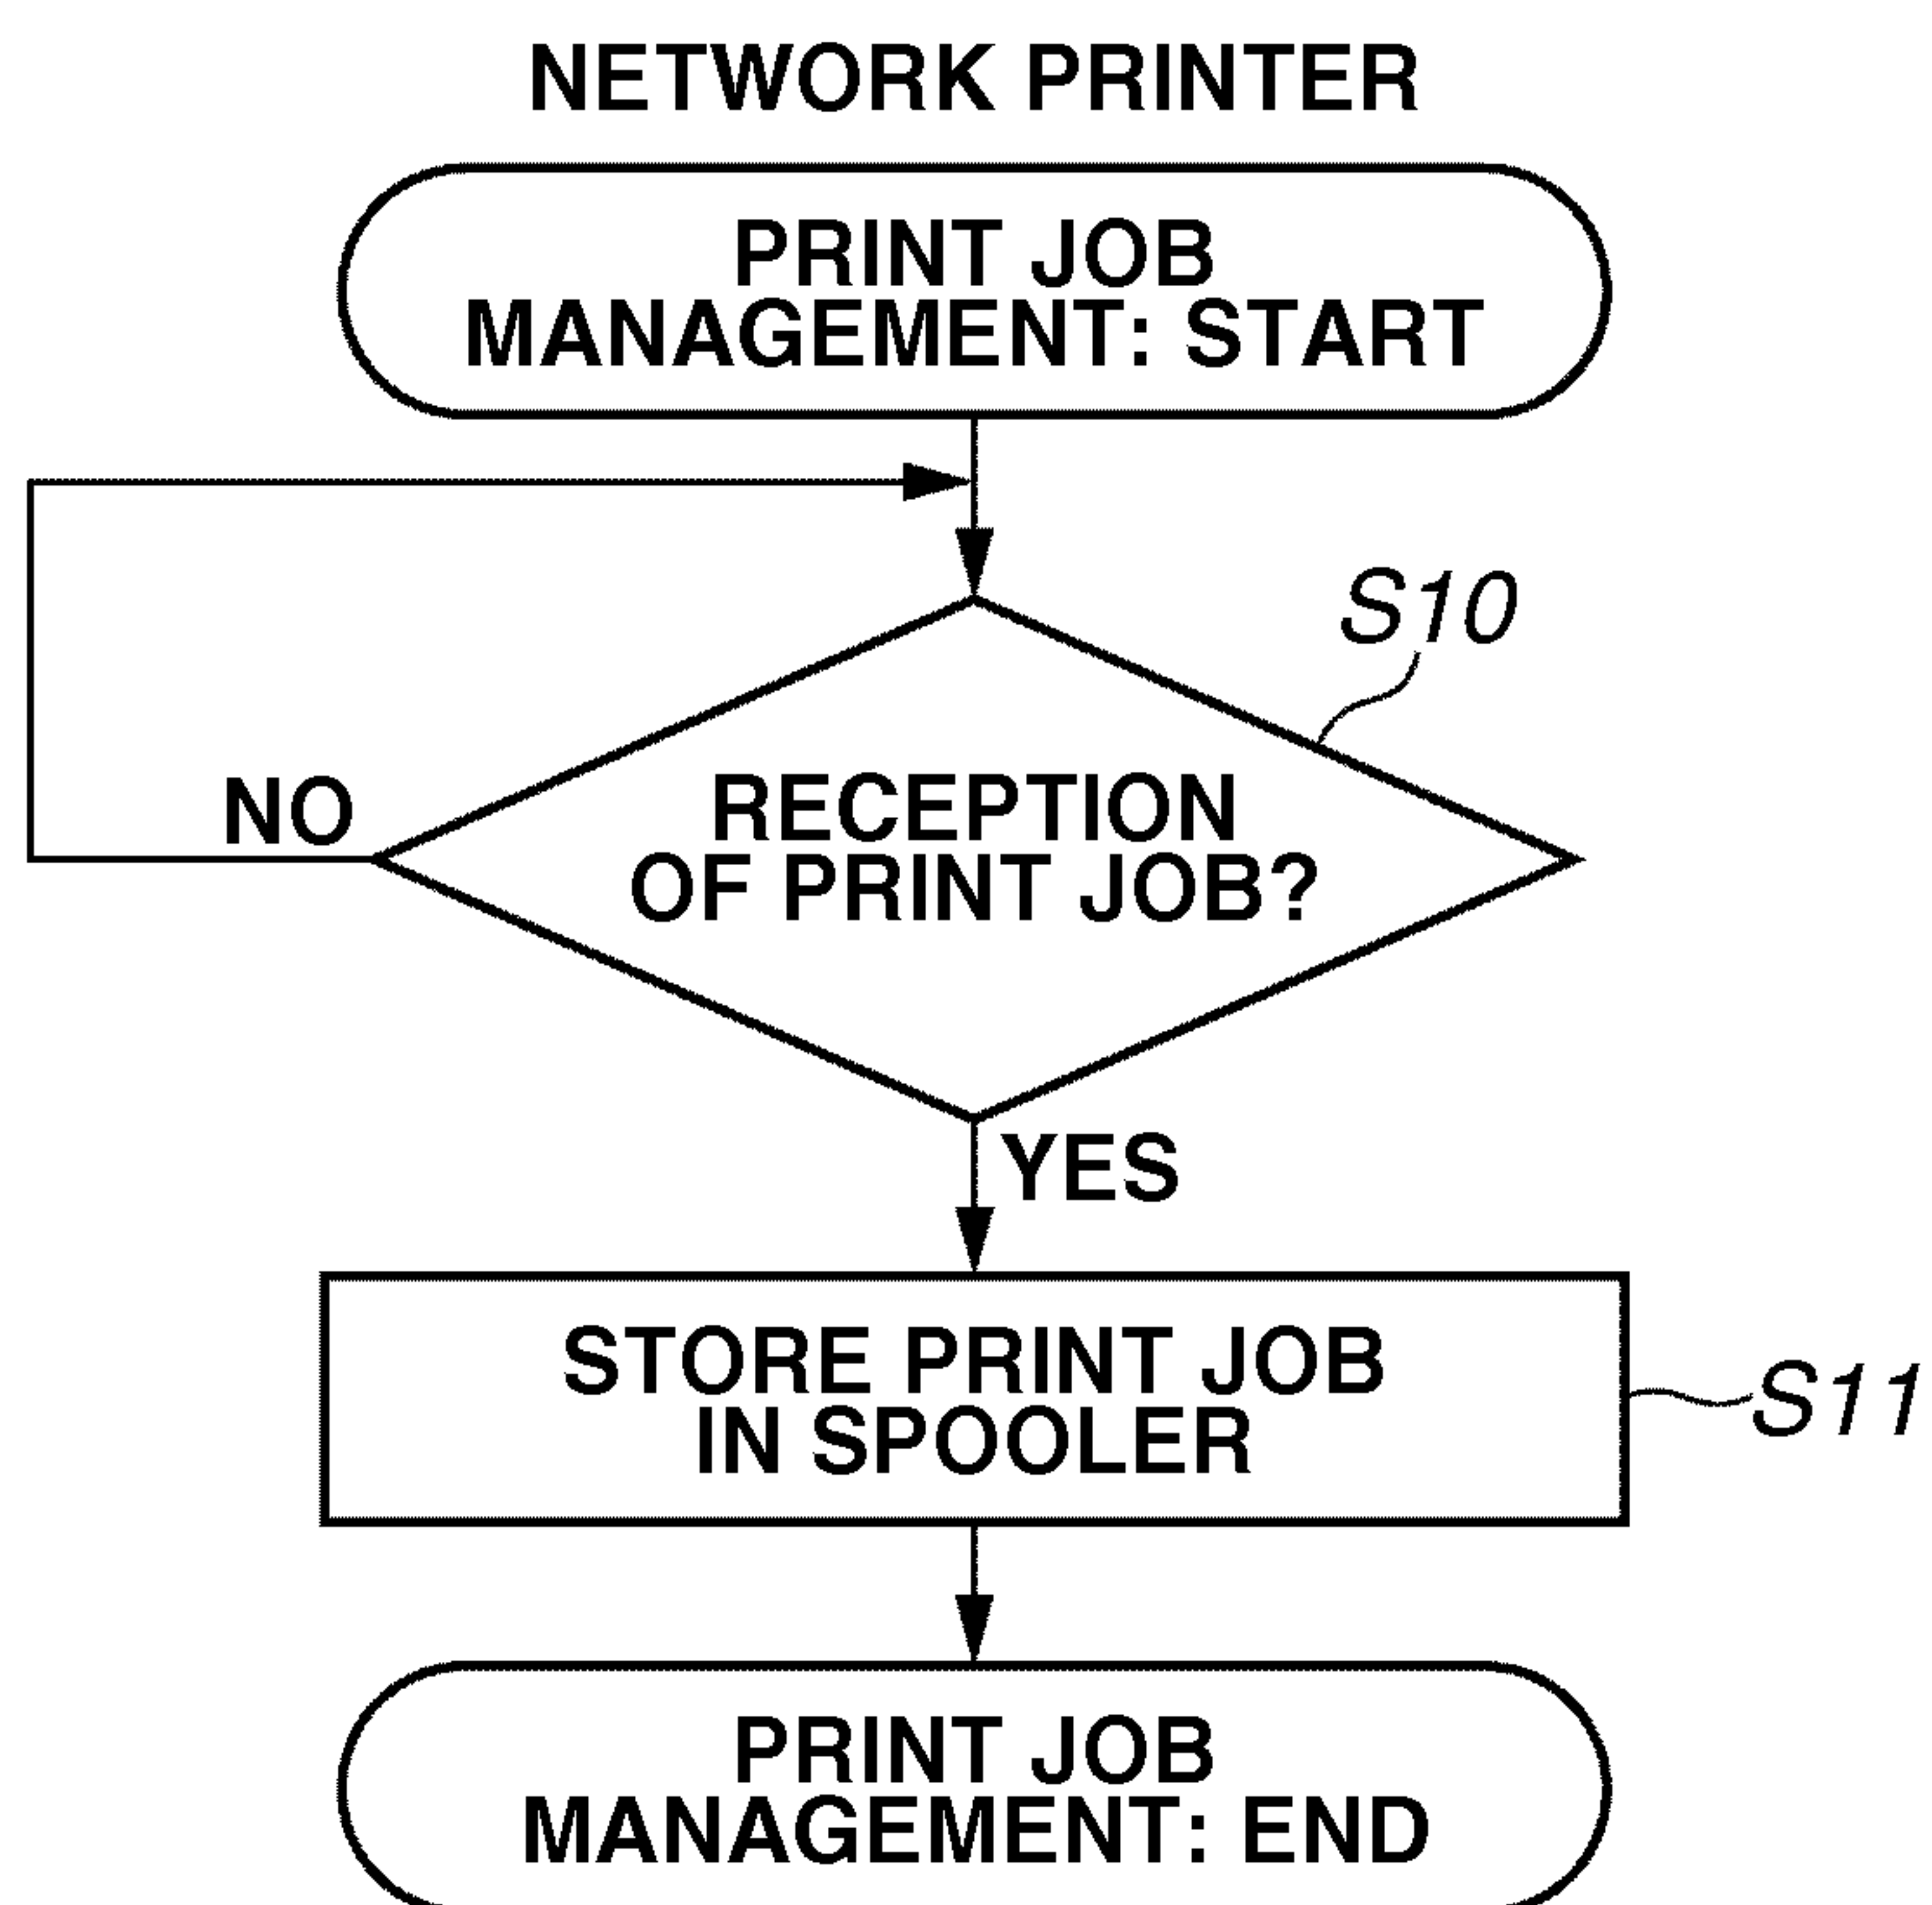 NETWORK PRINTER
PRINT JOB
MANAGEMENT: START
S10
RECEPTION
OF PRINT JOB?
NO
YES
STORE PRINT JOB
IN SPOOLER
S11
PRINT JOB
MANAGEMENT: END